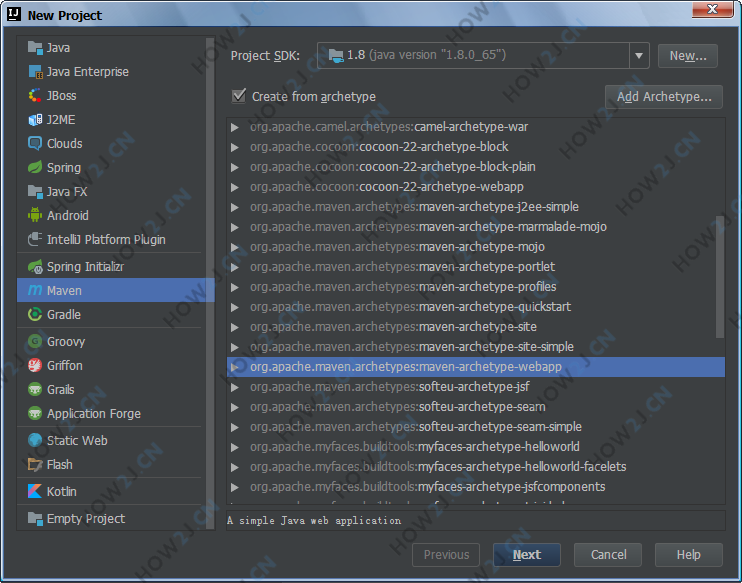 New Project
Java
Java Enterprise
JBoss
J2ME
Clouds
Spring
Java FX
Android
IntelliJ Platform Plugin
Spring Initializr
Maven
Gradle
Groovy
Griffon
Grails
Application Forge
Static Web
Flash
Kotlin
Empty Project
Project SDK: 1.8 (java version "1.8.0_65") New...
Create from archetype Add Archetype...
org.apache.camel.archetypes:camel-archetype-war
org.apache.cocoon:cocoon-22-archetype-block
org.apache.cocoon:cocoon-22-archetype-block-plain
org.apache.cocoon:cocoon-22-archetype-webapp
org.apache.maven.archetypes:maven-archetype-j2ee-simple
org.apache.maven.archetypes:maven-archetype-marmalade-mojo
org.apache.maven.archetypes:maven-archetype-mojo
org.apache.maven.archetypes:maven-archetype-portlet
org.apache.maven.archetypes:maven-archetype-profiles
org.apache.maven.archetypes:maven-archetype-quickstart
org.apache.maven.archetypes:maven-archetype-site
org.apache.maven.archetypes:maven-archetype-site-simple
org.apache.maven.archetypes:maven-archetype-webapp
org.apache.maven.archetypes:softeu-archetype-jsf
org.apache.maven.archetypes:softeu-archetype-seam
org.apache.maven.archetypes:softeu-archetype-seam-simple
org.apache.myfaces.buildtools:myfaces-archetype-helloworld
org.apache.myfaces.buildtools:myfaces-archetype-helloworld-facelets
org.apache.myfaces.buildtools:myfaces-archetype-jsfcomponents
A simple Java web application
Previous Next Cancel Help
HOW2J.CN